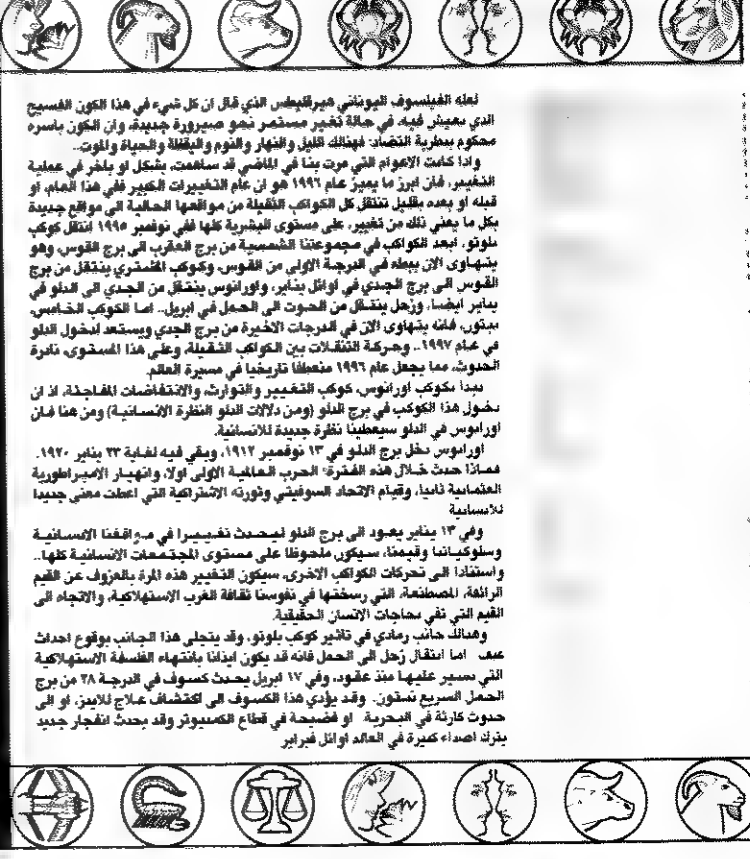 لعله الفيلسوف اليوناني هيرقليطس الذي قال ان كل شيء في هذا الكون الفسيح
الذي نعيش فيه، في حالة تغير مستمر نحو صيرورة جديدة، وان الكون باسره
محكوم بنظرية التضاد: فهنالك الليل والنهار والنوم واليقظة والحياة والموت..
واذا كانت الاعوام التي مرت بنا في الماضي قد ساهمت، بشكل او باخر في عملية
التغيير، فان ابرز ما يميز عام ١٩٩٦ هو ان عام التغييرات الكبير ففي هذا العام، او
قبله او بعده بقليل تنتقل كل الكواكب الثقيلة من مواقعها الحالية الى مواقع جديدة
بكل ما يعني ذلك من تغيير، على مستوى البشرية كلها ففي نوفمبر ١٩٩٥ انتقل كوكب
بلوتو، ابعد الكواكب في مجموعتنا الشمسية من برج العقرب الى برج القوس، وهو
يتهاوى الان ببطء في الدرجة الاولى من القوس، وكوكب المشتري ينتقل من برج
القوس الى برج الجدي في اوائل يناير، واورانوس ينتقل من الجدي الى الدلو في
يناير ايضا، وزحل ينتقل من الحوت الى الحمل في ابريل.. اما الكوكب الخامس،
نبتون، فانه يتهاوى الان في الدرجات الاخيرة من برج الجدي ويستعد لدخول الدلو
في عام ١٩٩٧.. وحركة التنقلات بين الكواكب الثقيلة، وعلى هذا المستوى، نادرة
الحدوث، مما يجعل عام ١٩٩٦ منعطفا تاريخيا في مسيرة العالم.
نبدا بكوكب اورانوس، كوكب التغيير والتوارث، والانتفاضات المفاجئة، اذ ان
دخول هذا الكوكب في برج الدلو (ومن دلالات الدلو النظرة الانسانية) ومن هنا فان
اورانوس في الدلو سيعطينا نظرة جديدة للانسانية.
اورانوس دخل برج الدلو في ١٣ نوفمبر ١٩١٢، وبقي فيه لغاية ٢٣ يناير ١٩٢٠.
فماذا حدث خلال هذه الفترة؟ الحرب العالمية الاولى اولا، وانهيار الامبراطورية
العثمانية ثانيا، وقيام الاتحاد السوفيتي وثورته الاشتراكية التي اعطت معنى جديدا
للانسانية
وفي ١٣ يناير يعود الى برج الدلو ليحدث تغييرا في مواقفنا الانسانية
وسلوكياتنا وقيمنا، سيكون ملحوظا على مستوى المجتمعات الانسانية كلها..
واستنادا الى تحركات الكواكب الاخرى، سيكون التغيير هذه المرة بالعزوف عن القيم
الزائفة، المصطنعة، التي رسختها في نفوسنا ثقافة الغرب الاستهلاكية، والاتجاه الى
القيم التي تفي بحاجات الانسان الحقيقية.
وهنالك جانب رمادي في تاثير كوكب بلوتو، وقد يتجلى هذا الجانب بوقوع احداث
عنف اما انتقال زحل الى الحمل فانه قد يكون ايذانا بانتهاء الفلسفة الاستهلاكية
التي نسير عليها منذ عقود، وفي ١٧ ابريل يحدث كسوف في الدرجة ٢٨ من برج
الحمل السريع وقد يؤدي هذا الكسوف الى اكتشاف علاج للايدز، او الى
حدوث كارثة في البحرية او فضيحة في قطاع الكمبيوتر وقد يحدث انفجار جديد
يترك اصداء كبيرة في العالم اوائل فبراير